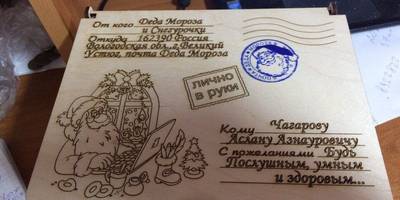 От кого Деда Мороза
и Снегурочки
Откуда 162390 Россия
Вологодская обл., г. Великий
Устюг, почта Деда Мороза
ЛИЧНО
В РУКИ
Кому Чагарову
Аслану Азнауровичу
С пожеланиями Будь
Послушным, умным
и здоровым...